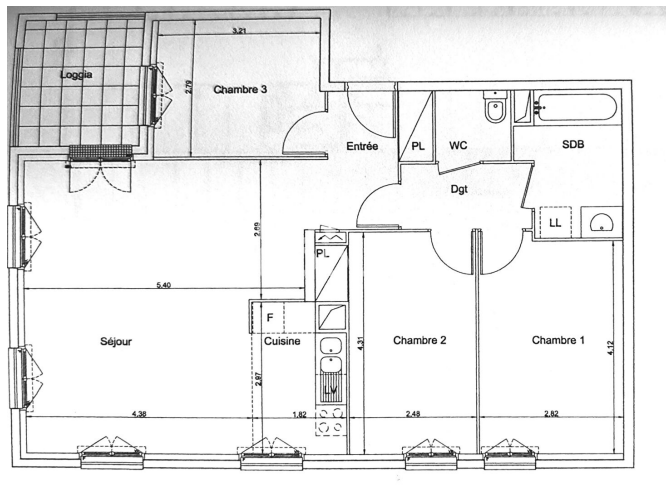 3,21
Loggia
2,79
Chambre 3
Entrée
PL
WC
SDB
Dgt
LL
2,69
PL
5,40
F
Séjour
Cuisine
4,31
Chambre 2
Chambre 1
4,12
2,97
LV
4,38
1,82
2,48
2,82